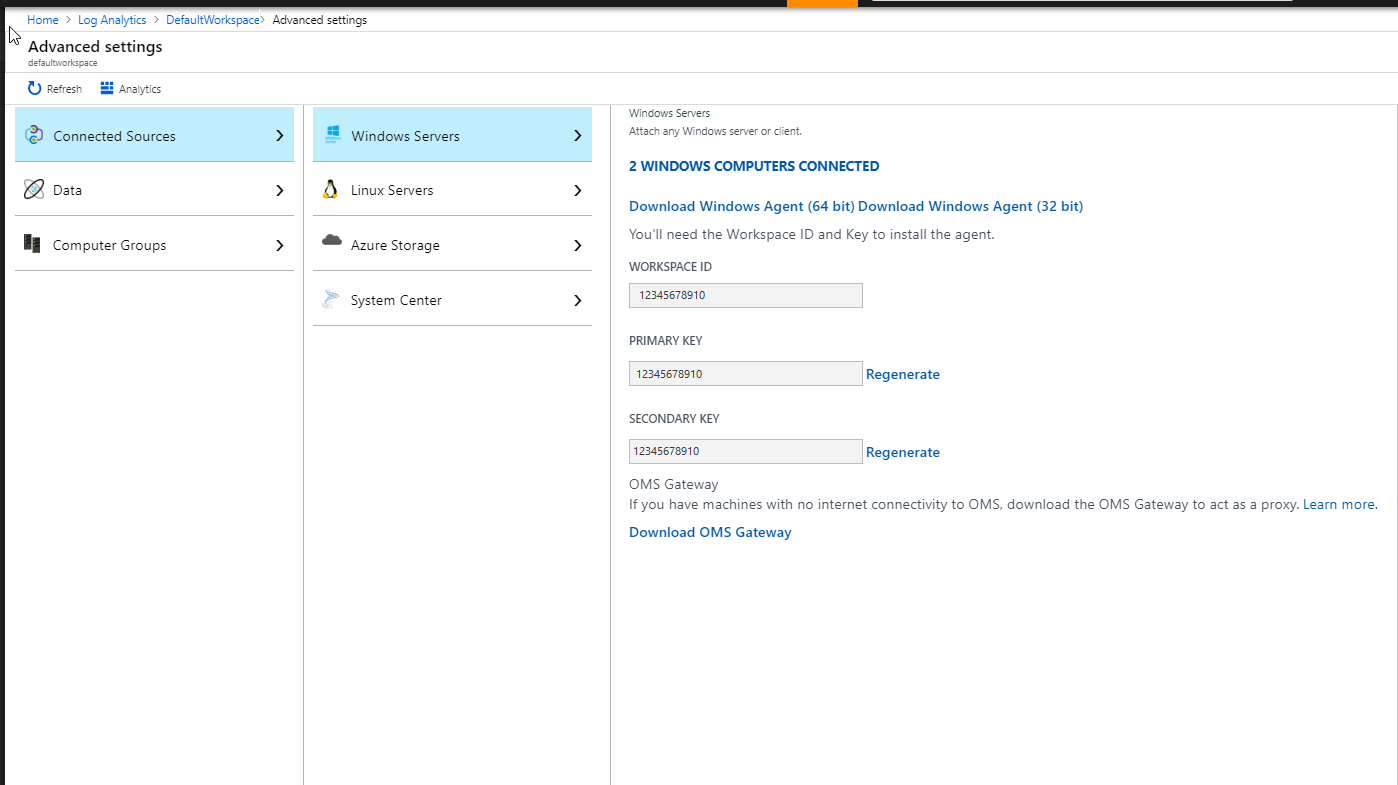 Home > Log Analytics > DefaultWorkspace > Advanced settings
Advanced settings
defaultworkspace
Refresh Analytics
Connected Sources
Data
Computer Groups
Windows Servers
Linux Servers
Azure Storage
System Center
Windows Servers
Attach any Windows server or client.
2 WINDOWS COMPUTERS CONNECTED
Download Windows Agent (64 bit) Download Windows Agent (32 bit)
You'll need the Workspace ID and Key to install the agent.
WORKSPACE ID
12345678910
PRIMARY KEY
12345678910 Regenerate
SECONDARY KEY
12345678910 Regenerate
OMS Gateway
If you have machines with no internet connectivity to OMS, download the OMS Gateway to act as a proxy. Learn more.
Download OMS Gateway